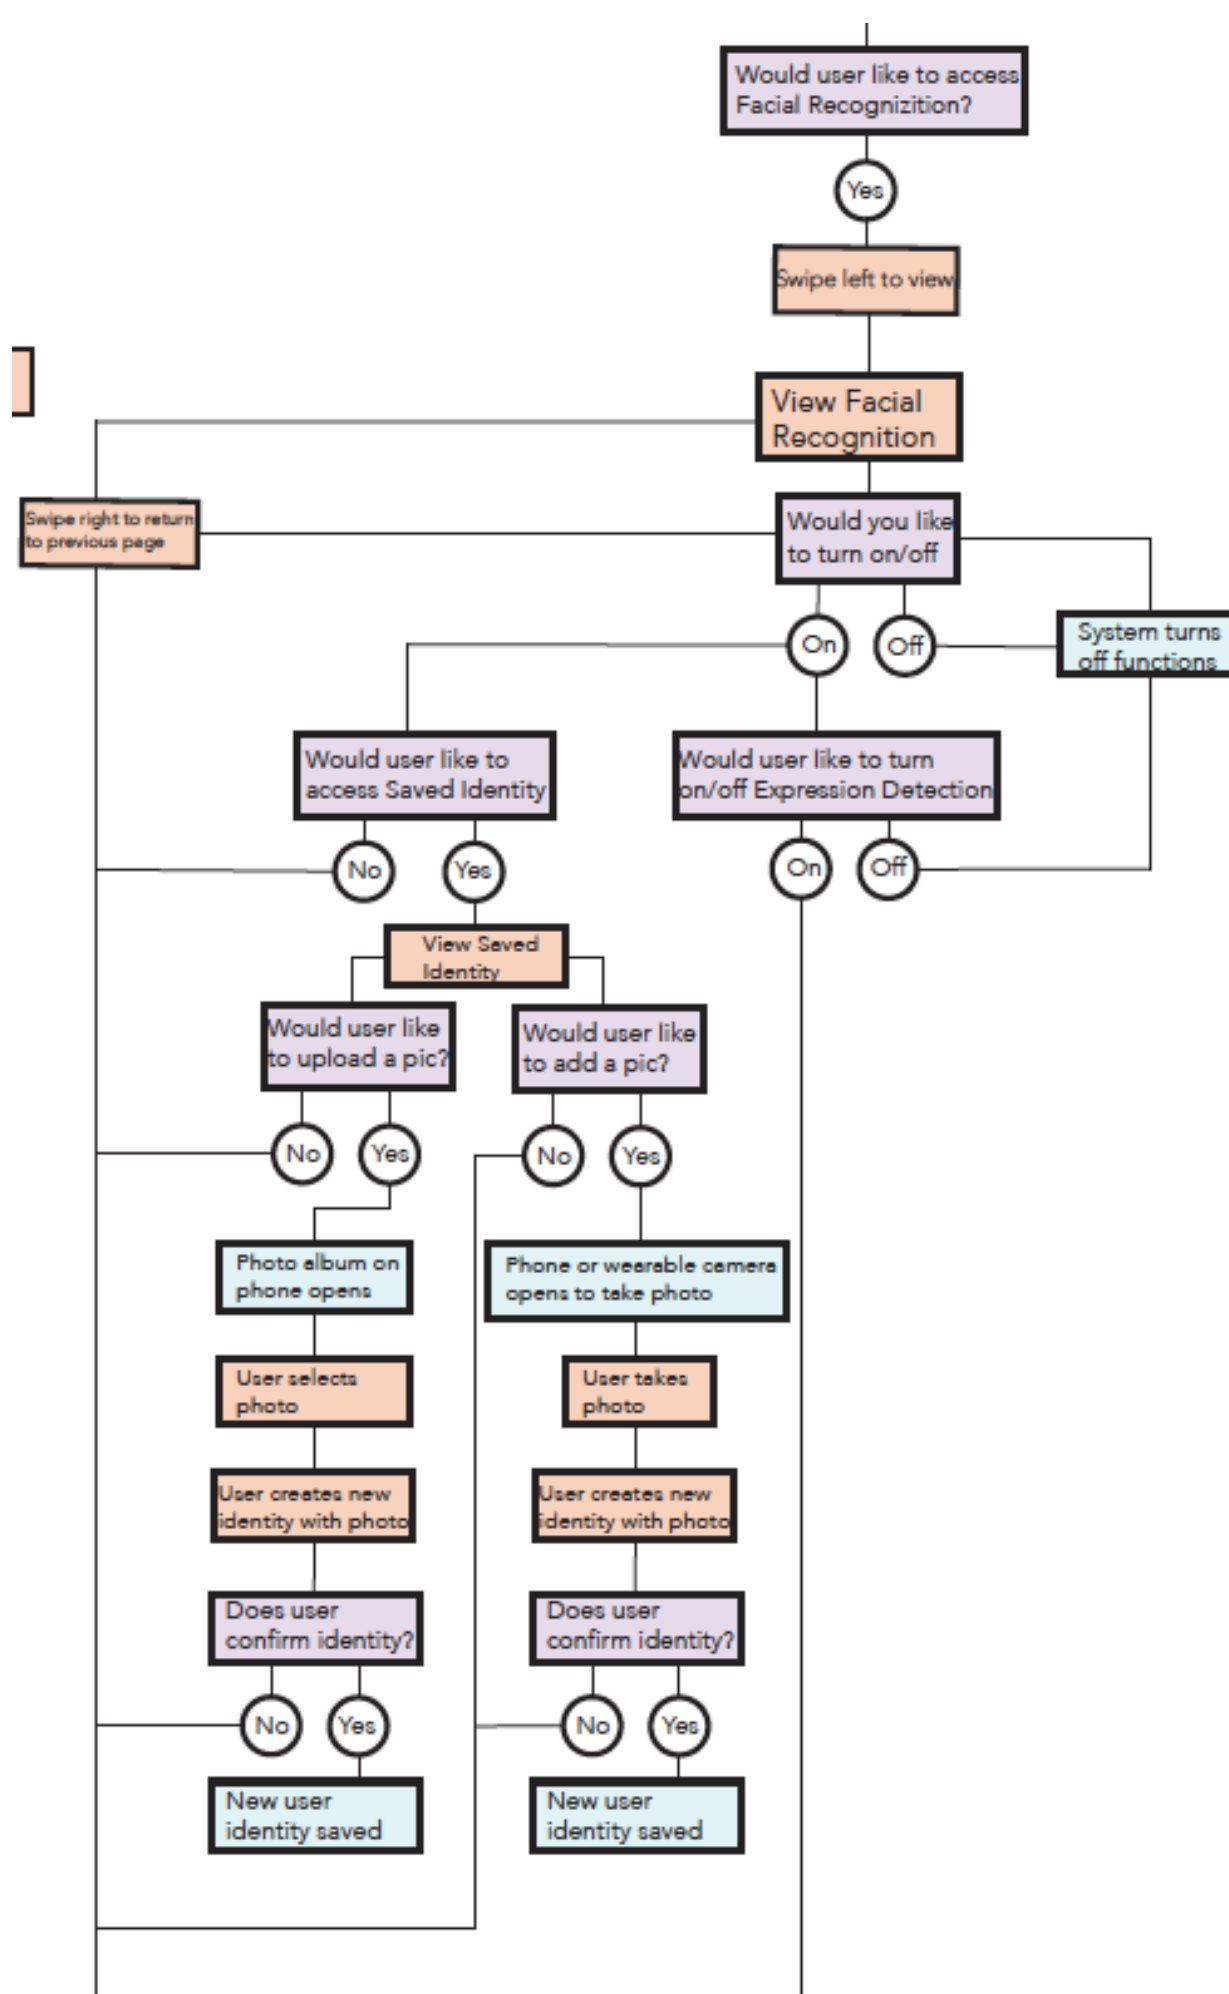 Would user like to access
Facial Recognizition?
Yes
Swipe left to view
View Facial
Recognition
Swipe right to return
to previous page
Would you like
to turn on/off
On
Off
System turns
off functions
Would user like to
access Saved Identity
Would user like to turn
on/off Expression Detection
No
Yes
On
Off
View Saved
Identity
Would user like
to upload a pic?
Would user like
to add a pic?
No
Yes
No
Yes
Photo album on
phone opens
Phone or wearable camera
opens to take photo
User selects
photo
User takes
photo
User creates new
identity with photo
User creates new
identity with photo
Does user
confirm identity?
Does user
confirm identity?
No
Yes
No
Yes
New user
identity saved
New user
identity saved